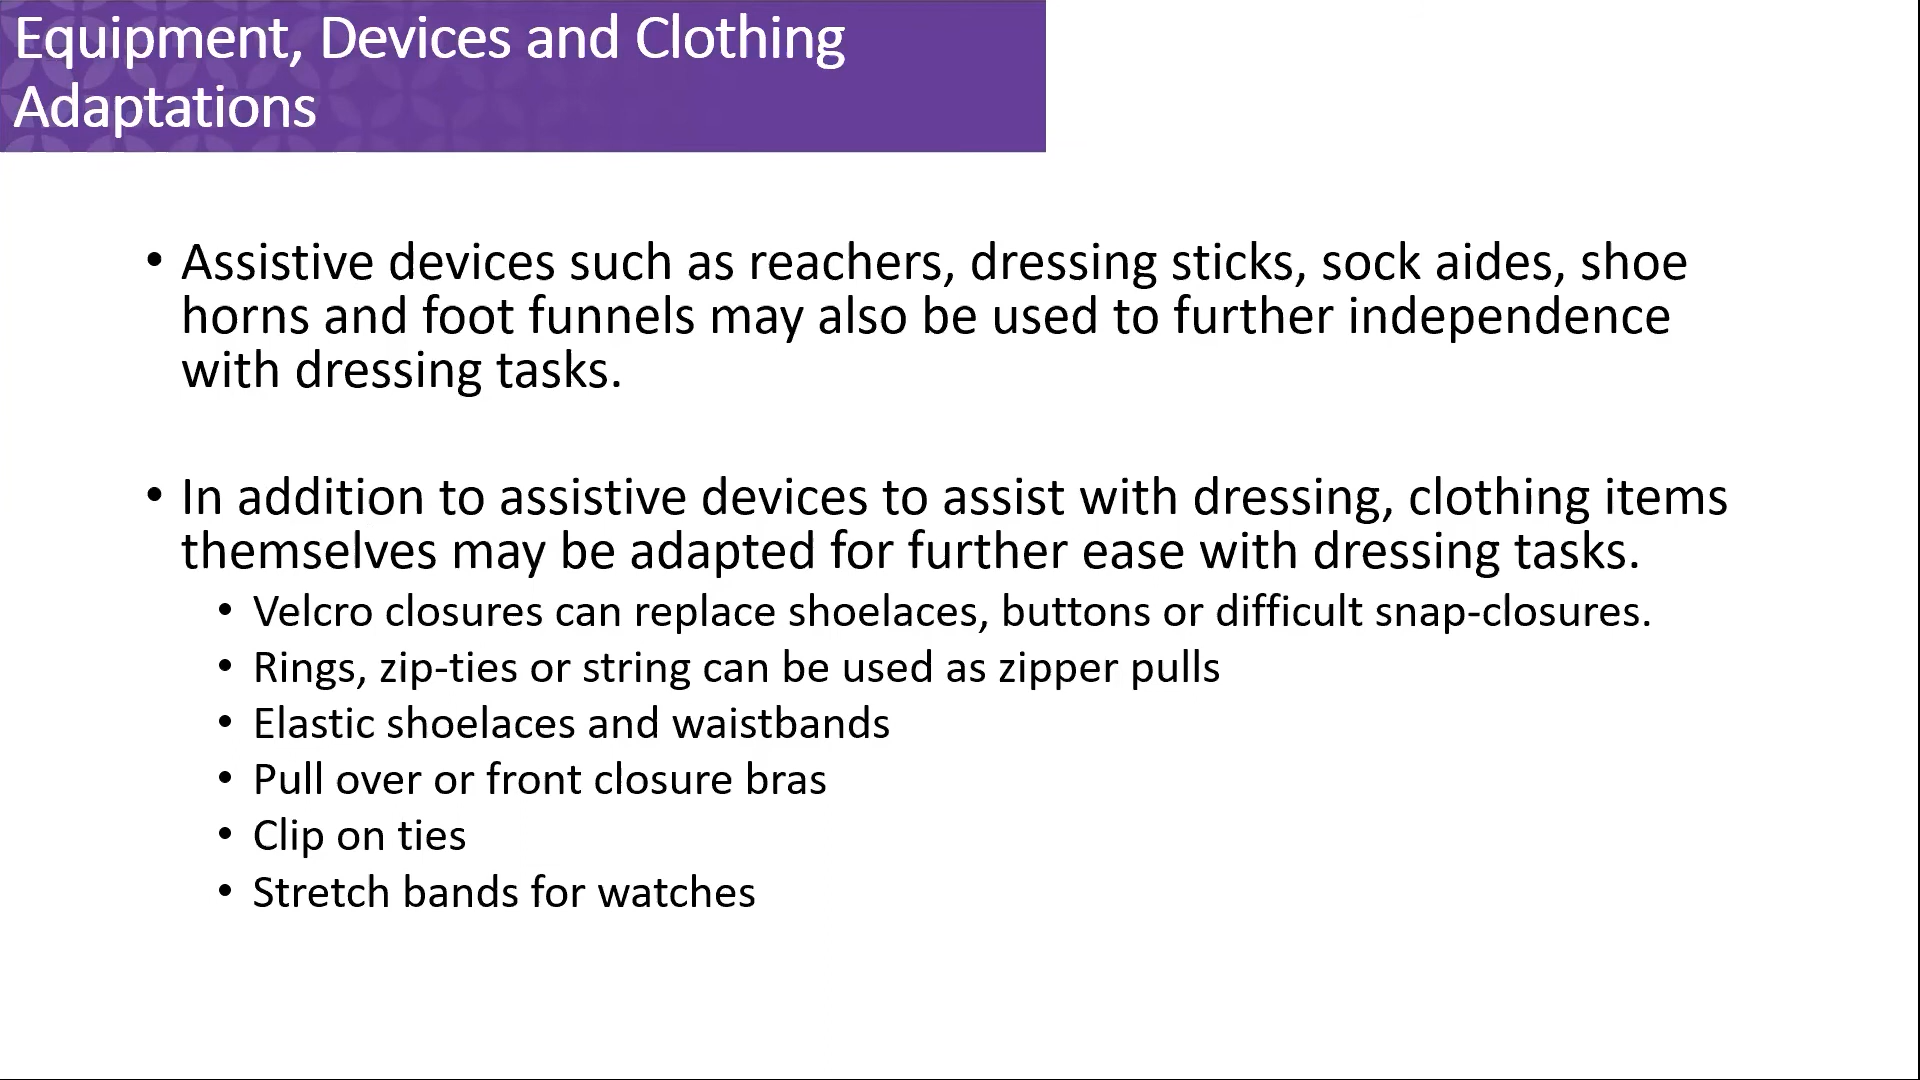 Equipment, Devices and Clothing
Adaptations
• Assistive devices such as reachers, dressing sticks, sock aides, shoe
horns and foot funnels may also be used to further independence
with dressing tasks.
• In addition to assistive devices to assist with dressing, clothing items
themselves may be adapted for further ease with dressing tasks.
• Velcro closures can replace shoelaces, buttons or difficult snap-closures.
• Rings, zip-ties or string can be used as zipper pulls
• Elastic shoelaces and waistbands
• Pull over or front closure bras
• Clip on ties
• Stretch bands for watches